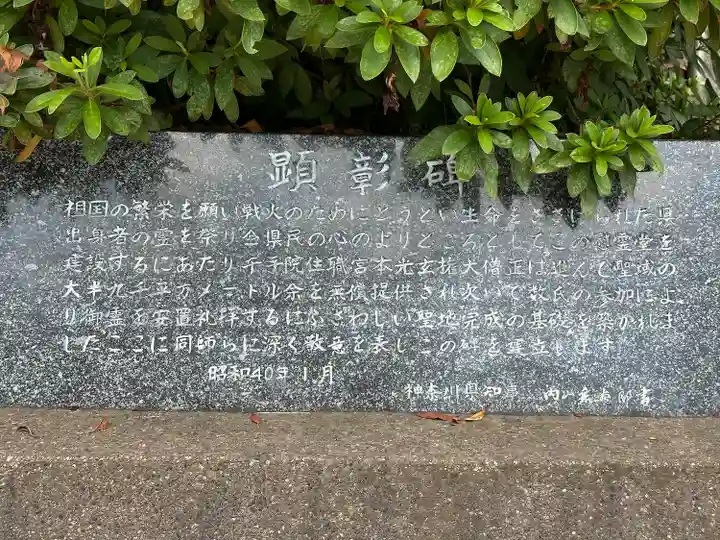 顕彰碑
祖国の繁栄を願い戦火のためにとうとい生命をささげられた県
出身者の霊を祭り全県民の心のよりどころとしてこの慰霊堂を
建設するにあたり千手院住職宮本光玄権大僧正は進んで聖域の
大半九千平方メートル余を無償提供され次いで数氏の参加によ
り御霊を安置礼拝するにふさわしい聖地完成の基礎を築かれま
したここに同師らに深く敬意を表しこの碑を建立します
昭和40年1月
神奈川県知事 内山岩太郎書